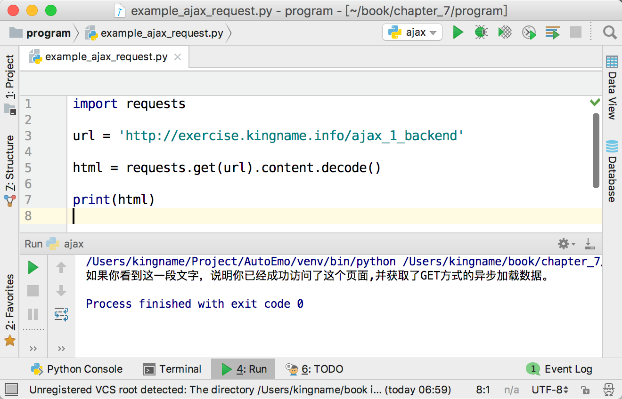 example_ajax_request.py - program - [~/book/chapter_7/program]
program example_ajax_request.py ajax
example_ajax_request.py
1: Project
7: Structure
2: Favorites
Data View
Database
1 import requests
2
3 url = 'http://exercise.kingname.info/ajax_1_backend'
4
5 html = requests.get(url).content.decode()
6
7 print(html)
8
Run ajax
/Users/kingname/Project/AutoEmo/venv/bin/python /Users/kingname/book/chapter_7/
如果你看到这一段文字，说明你已经成功访问了这个页面,并获取了GET方式的异步加载数据。
Process finished with exit code 0
>> >>
Python Console Terminal 4: Run 6: TODO 1 Event Log
Unregistered VCS root detected: The directory /Users/kingname/book i... (today 06:59) 8:1 n/a UTF-8